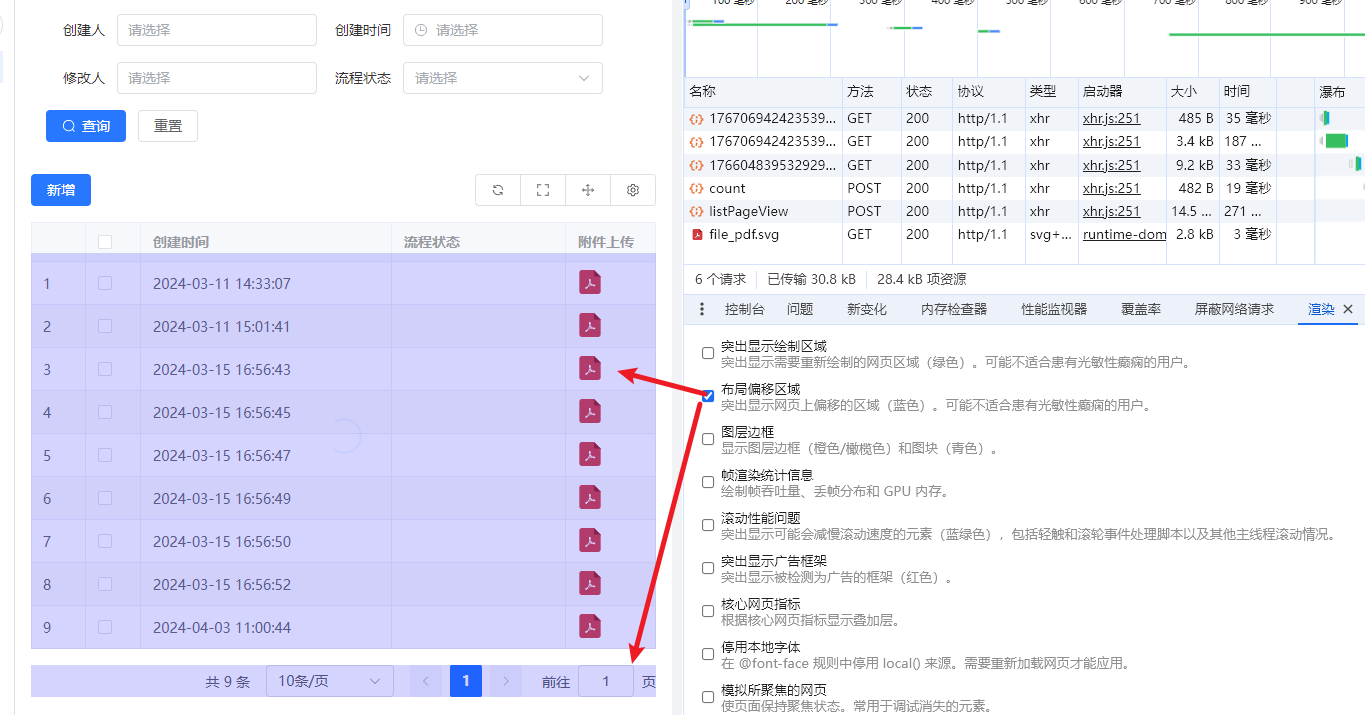 创建人 请选择 创建时间 请选择
修改人 请选择 流程状态 请选择
查询 重置
新增
创建时间 流程状态 附件上传
1 2024-03-11 14:33:07
2 2024-03-11 15:01:41
3 2024-03-15 16:56:43
4 2024-03-15 16:56:45
5 2024-03-15 16:56:47
6 2024-03-15 16:56:49
7 2024-03-15 16:56:50
8 2024-03-15 16:56:52
9 2024-04-03 11:00:44
共 9 条 10条/页 1 前往 1 页
100 毫秒 200 毫秒 300 毫秒 400 毫秒 500 毫秒 600 毫秒 700 毫秒 800 毫秒 900 毫秒
名称 方法 状态 协议 类型 启动器 大小 时间 瀑布
176706942423539... GET 200 http/1.1 xhr xhr.js:251 485 B 35 毫秒
176706942423539... GET 200 http/1.1 xhr xhr.js:251 3.4 kB 187 ...
176604839532929... GET 200 http/1.1 xhr xhr.js:251 9.2 kB 33 毫秒
count POST 200 http/1.1 xhr xhr.js:251 482 B 19 毫秒
listPageView POST 200 http/1.1 xhr xhr.js:251 14.5 ... 271 ...
file_pdf.svg GET 200 http/1.1 svg+... runtime-dom 2.8 kB 3 毫秒
6 个请求 已传输 30.8 kB 28.4 kB 项资源
控制台 问题 新变化 内存检查器 性能监视器 覆盖率 屏蔽网络请求 渲染
突出显示绘制区域
突出显示需要重新绘制的网页区域（绿色）。可能不适合患有光敏性癫痫的用户。
布局偏移区域
突出显示网页上偏移的区域（蓝色）。可能不适合患有光敏性癫痫的用户。
图层边框
显示图层边框（橙色/橄榄色）和图块（青色）。
帧渲染统计信息
绘制帧吞吐量、丢帧分布和 GPU 内存。
滚动性能问题
突出显示可能会减慢滚动速度的元素（蓝绿色），包括轻触和滚轮事件处理脚本以及其他主线程滚动情况。
突出显示广告框架
突出显示被检测为广告的框架（红色）。
核心网页指标
根据核心网页指标显示叠加层。
停用本地字体
在 @font-face 规则中停用 local() 来源。需要重新加载网页才能应用。
模拟所聚焦的网页
使页面保持聚焦状态。常用于调试消失的元素。